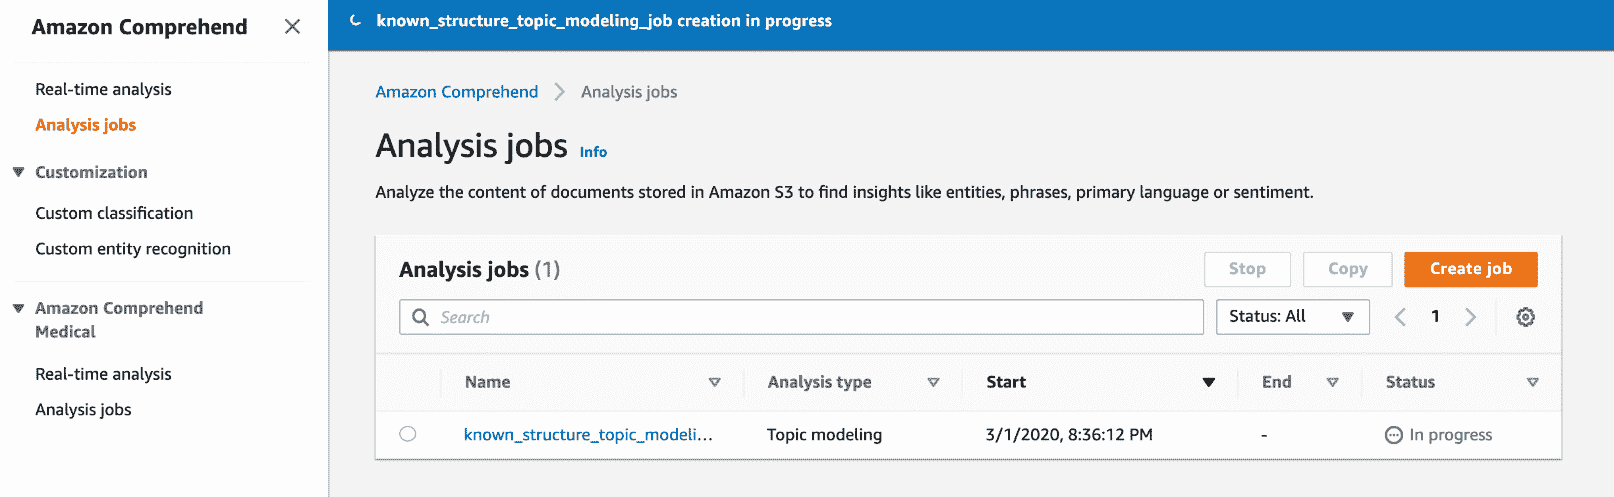 Amazon Comprehend
Real-time analysis
Analysis jobs
Customization
Custom classification
Custom entity recognition
Amazon Comprehend
Medical
Real-time analysis
Analysis jobs
known_structure_topic_modeling_job creation in progress
Amazon Comprehend Analysis jobs
Analysis jobs Info
Analyze the content of documents stored in Amazon S3 to find insights like entities, phrases, primary language or sentiment.
Analysis jobs (1) Stop Copy Create job
Search Status: All 1
Name Analysis type Start End Status
known_structure_topic_modeli... Topic modeling 3/1/2020, 8:36:12 PM - In progress